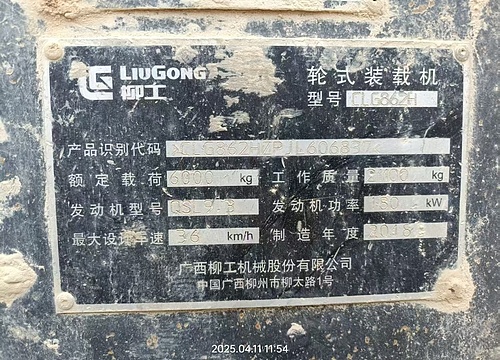 LIUGONG
柳工
轮式装载机
型号 CLG862H
产品识别代码
额定载荷 6000 kg 工作质量 kg
发动机型号 发动机功率 kW
最大设计车速 36 km/h 制造年度
广西柳工机械股份有限公司
中国广西柳州市柳太路1号
2025.04.11 11:54